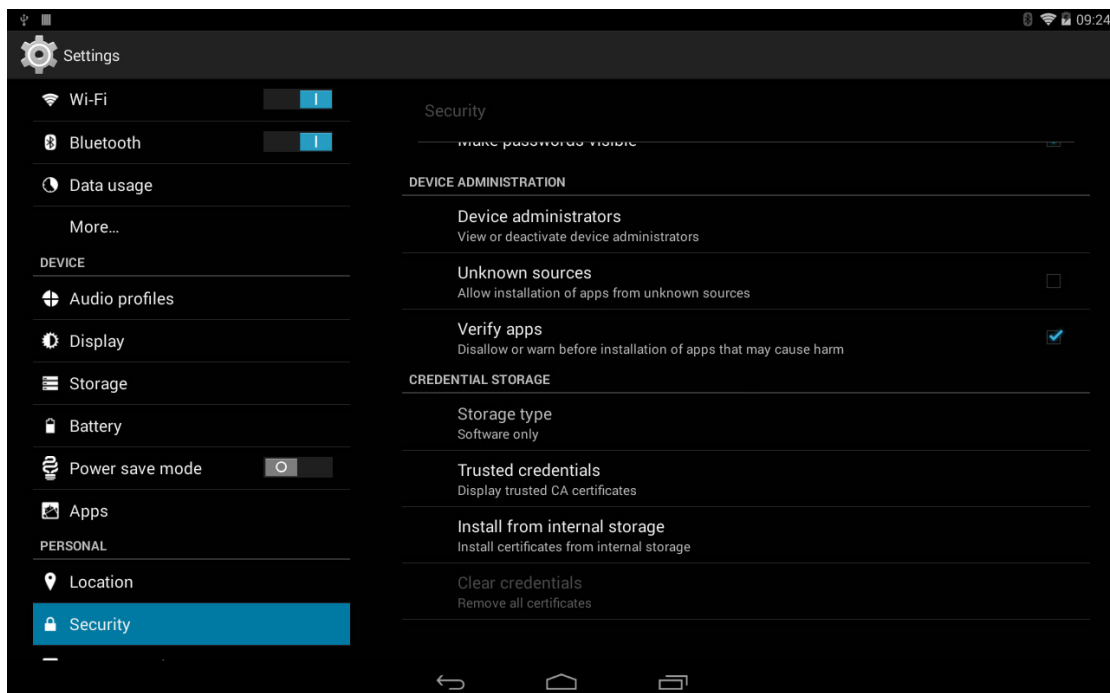 09:24
Settings
Wi-Fi
Bluetooth
Data usage
More...
DEVICE
Audio profiles
Display
Storage
Battery
Power save mode
Apps
PERSONAL
Location
Security
Security
Make passwords visible
DEVICE ADMINISTRATION
Device administrators
View or deactivate device administrators
Unknown sources
Allow installation of apps from unknown sources
Verify apps
Disallow or warn before installation of apps that may cause harm
CREDENTIAL STORAGE
Storage type
Software only
Trusted credentials
Display trusted CA certificates
Install from internal storage
Install certificates from internal storage
Clear credentials
Remove all certificates